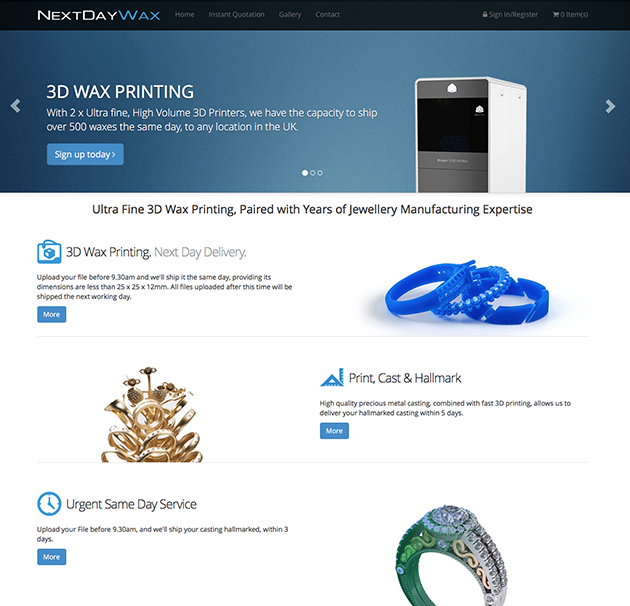 NEXTDAYWAX Home Instant Quotation Gallery Contact Sign In/Register 0 Item(s)
3D WAX PRINTING
With 2 x Ultra fine, High Volume 3D Printers, we have the capacity to ship
over 500 waxes the same day, to any location in the UK.
Sign up today ›
Ultra Fine 3D Wax Printing, Paired with Years of Jewellery Manufacturing Expertise
3D Wax Printing. Next Day Delivery.
Upload your file before 9.30am and we'll ship it the same day, providing its
dimensions are less than 25 x 25 x 12mm. All files uploaded after this time will be
shipped the next working day.
More
Print, Cast & Hallmark
High quality precious metal casting, combined with fast 3D printing, allows us to
deliver your hallmarked casting within 5 days.
More
Urgent Same Day Service
Upload your File before 9.30am, and we'll ship your casting hallmarked, within 3
days.
More